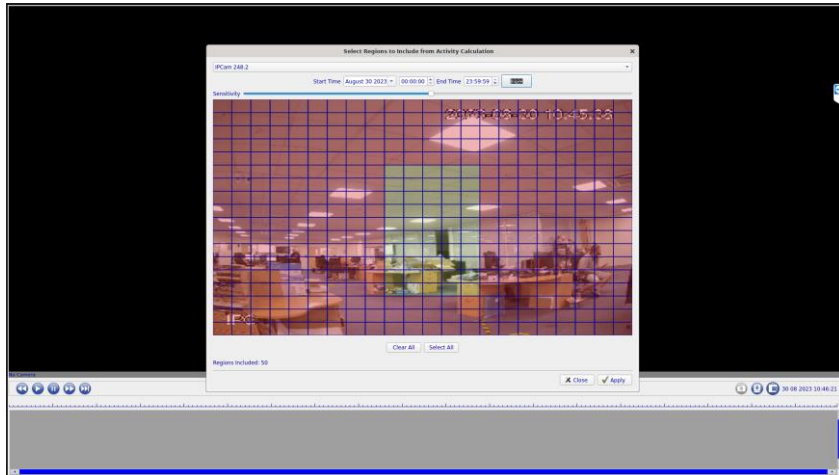 Select Regions to Include from Activity Calculation
IPCam 248.2
Start Time August 30 2023 00:00:00 End Time 23:59:59
Sensitivity
Clear All Select All
Regions Included: 50
Close Apply
No Camera
30 08 2023 10:46:21